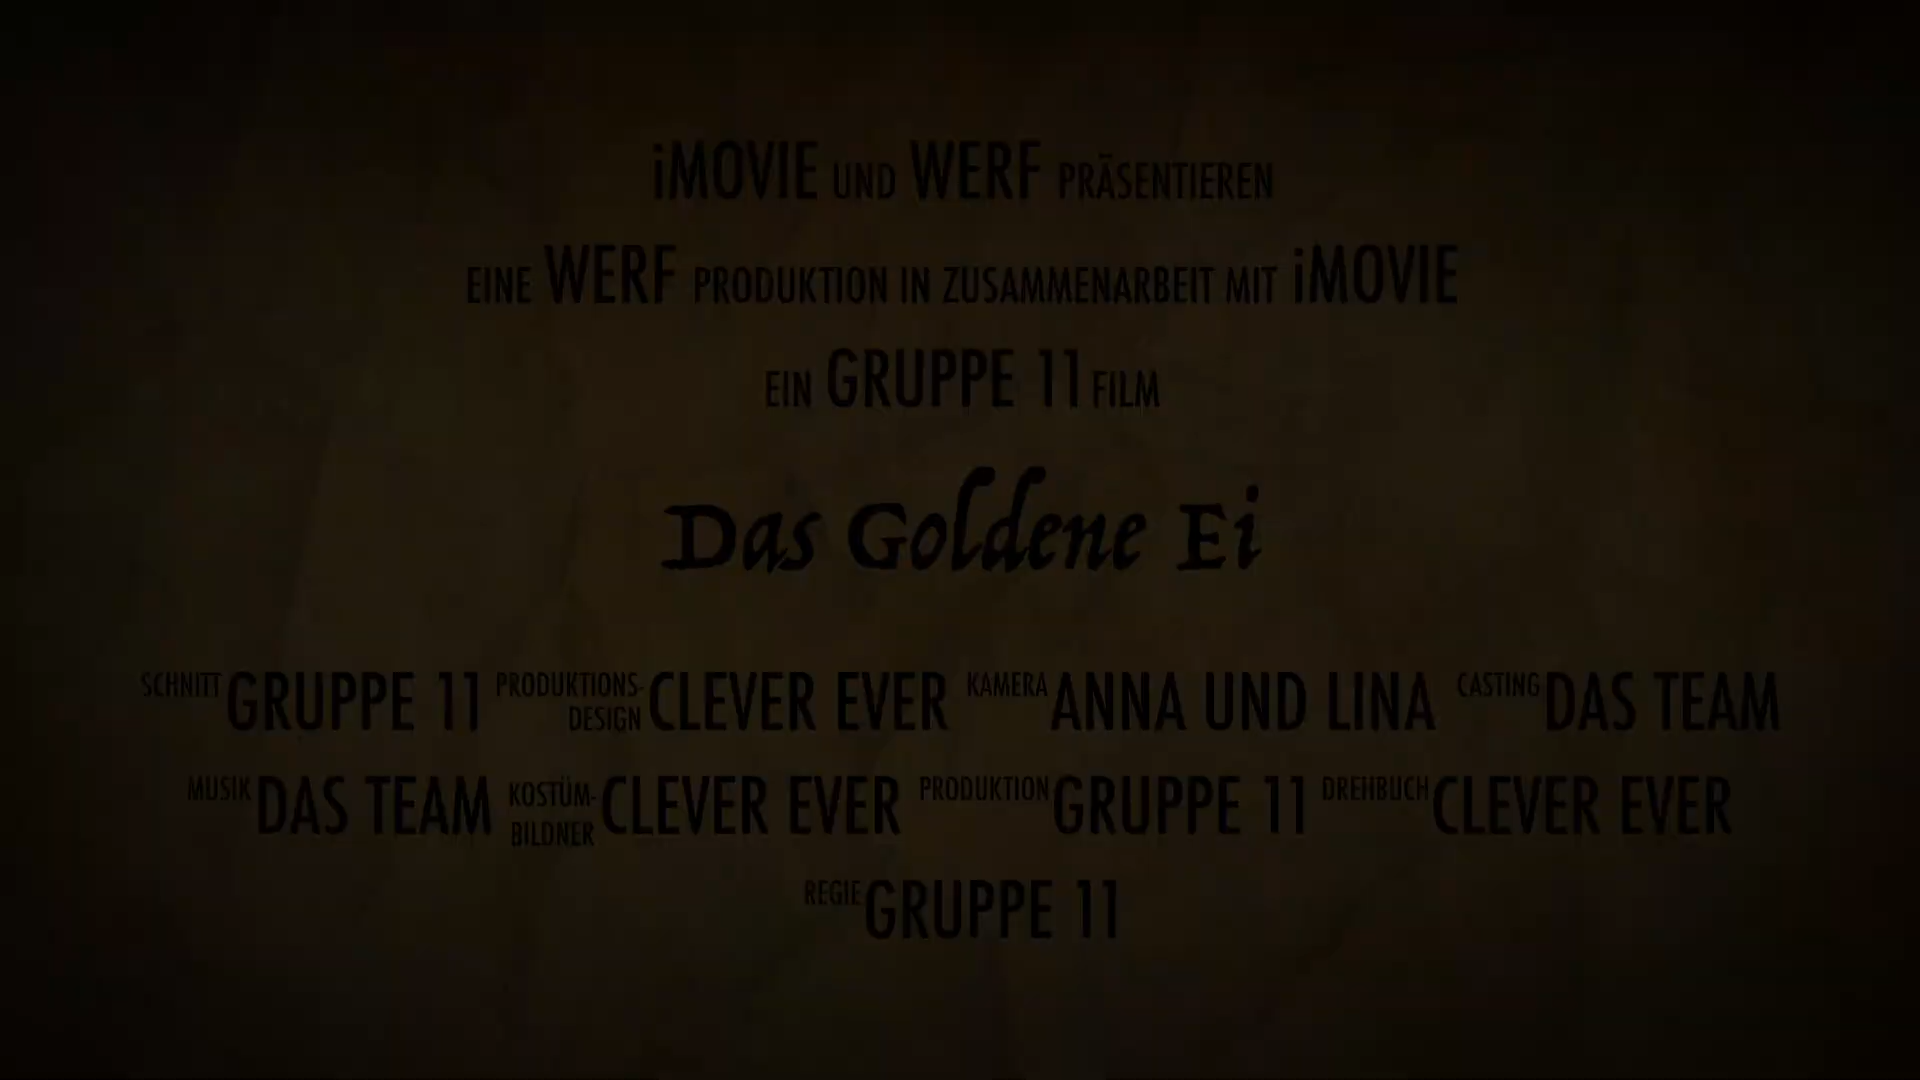 iMOVIE UND WERF PRÄSENTIEREN
EINE WERF PRODUKTION IN ZUSAMMENARBEIT MIT iMOVIE
EIN GRUPPE 11 FILM
Das Goldene Ei
SCHNITT GRUPPE 11 PRODUKTIONS-DESIGN CLEVER EVER KAMERA ANNA UND LINA CASTING DAS TEAM
MUSIK DAS TEAM KOSTÜM-BILDNER CLEVER EVER PRODUKTION GRUPPE 11 DREHBUCH CLEVER EVER
REGIE GRUPPE 11